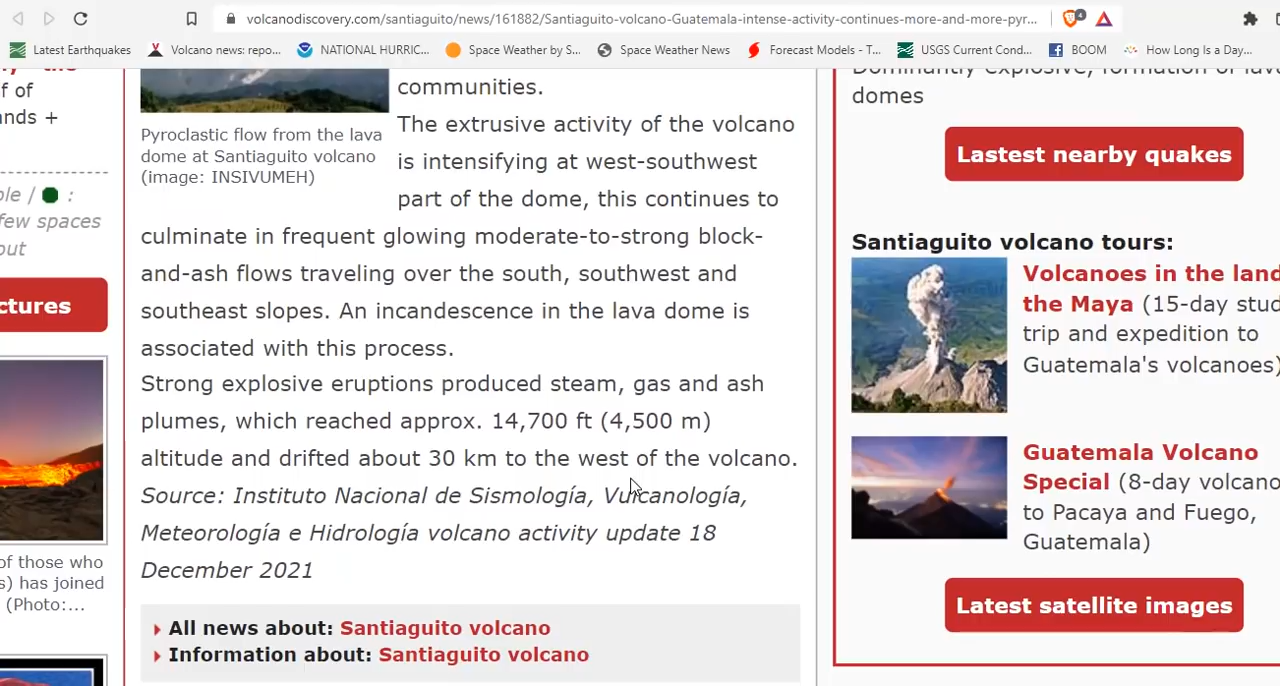 volcanodiscovery.com/santiaguito/news/161882/Santiaguito-volcano-Guatemala-intense-activity-continues-more-and-more-pyr...
4
Latest Earthquakes
Volcano news: repo...
NATIONAL HURRIC...
Space Weather by S...
Space Weather News
Forecast Models - T...
USGS Current Cond...
BOOM
How Long Is a Day...
f of
ands +
ple / :
few spaces
out
ctures
of those who
s) has joined
(Photo:...
Pyroclastic flow from the lava
dome at Santiaguito volcano
(image: INSIVUMEH)
communities.
The extrusive activity of the volcano
is intensifying at west-southwest
part of the dome, this continues to
culminate in frequent glowing moderate-to-strong block-
and-ash flows traveling over the south, southwest and
southeast slopes. An incandescence in the lava dome is
associated with this process.
Strong explosive eruptions produced steam, gas and ash
plumes, which reached approx. 14,700 ft (4,500 m)
altitude and drifted about 30 km to the west of the volcano.
Source: Instituto Nacional de Sismología, Vulcanología,
Meteorología e Hidrología volcano activity update 18
December 2021
All news about: Santiaguito volcano
Information about: Santiaguito volcano
Dominantly explosive, formation of lava
domes
Lastest nearby quakes
Santiaguito volcano tours:
Volcanoes in the land
the Maya (15-day stud
trip and expedition to
Guatemala's volcanoes)
Guatemala Volcano
Special (8-day volcano
to Pacaya and Fuego,
Guatemala)
Latest satellite images